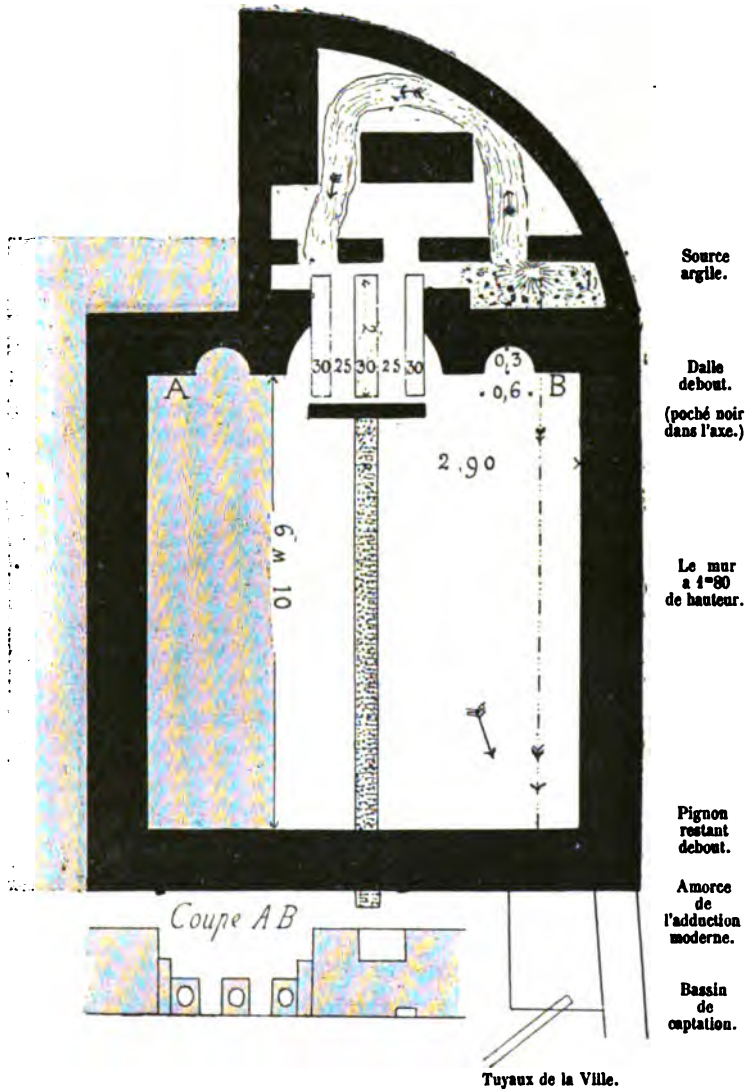 Source
argile.
A
30 25 30 25 30
0,3
0,6
B
Dalle
debout.
(poché noir
dans l'axe.)
2.90
6 m 10
Le mur
a 1m80
de hauteur.
Pignon
restant
debout.
Coupe AB
Amorce
de
l'adduction
moderne.
Bassin
de
captation.
Tuyaux de la Ville.